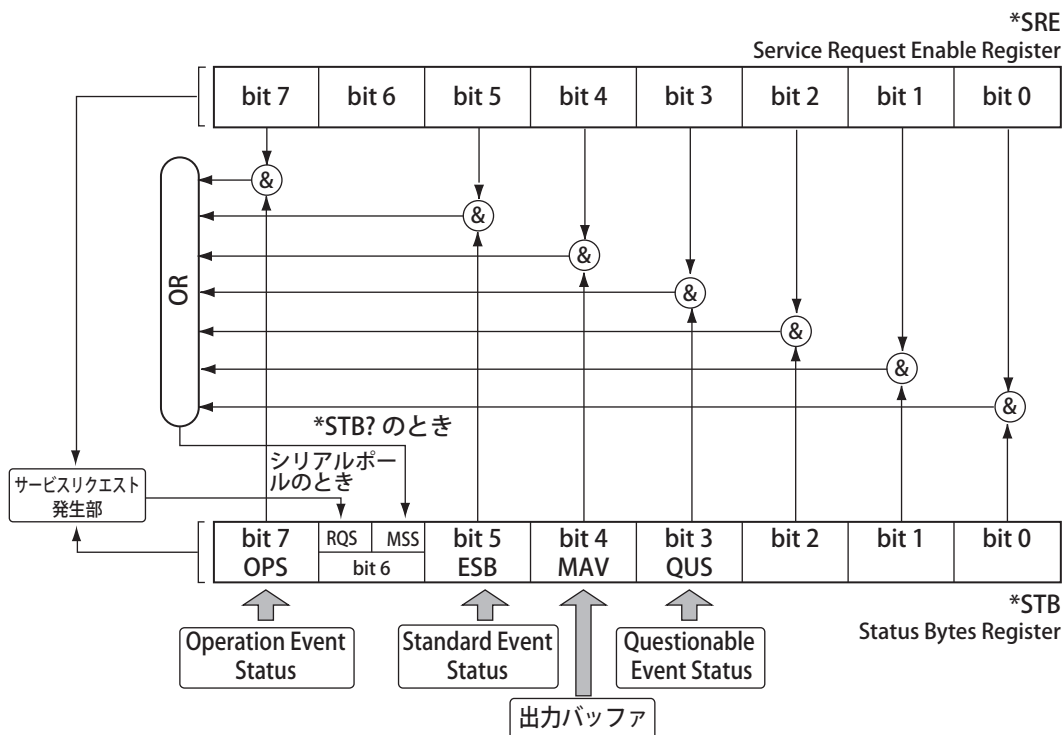 *SRE
Service Request Enable Register
bit 7 bit 6 bit 5 bit 4 bit 3 bit 2 bit 1 bit 0
&
&
&
&
&
&
&
OR
*STB? のとき
シリアルポー
ルのとき
サービスリクエスト
発生部
bit 7 RQS MSS bit 5 bit 4 bit 3 bit 2 bit 1 bit 0
OPS bit 6 ESB MAV QUS
*STB
Status Bytes Register
Operation Event
Status
Standard Event
Status
Questionable
Event Status
出力バッファ